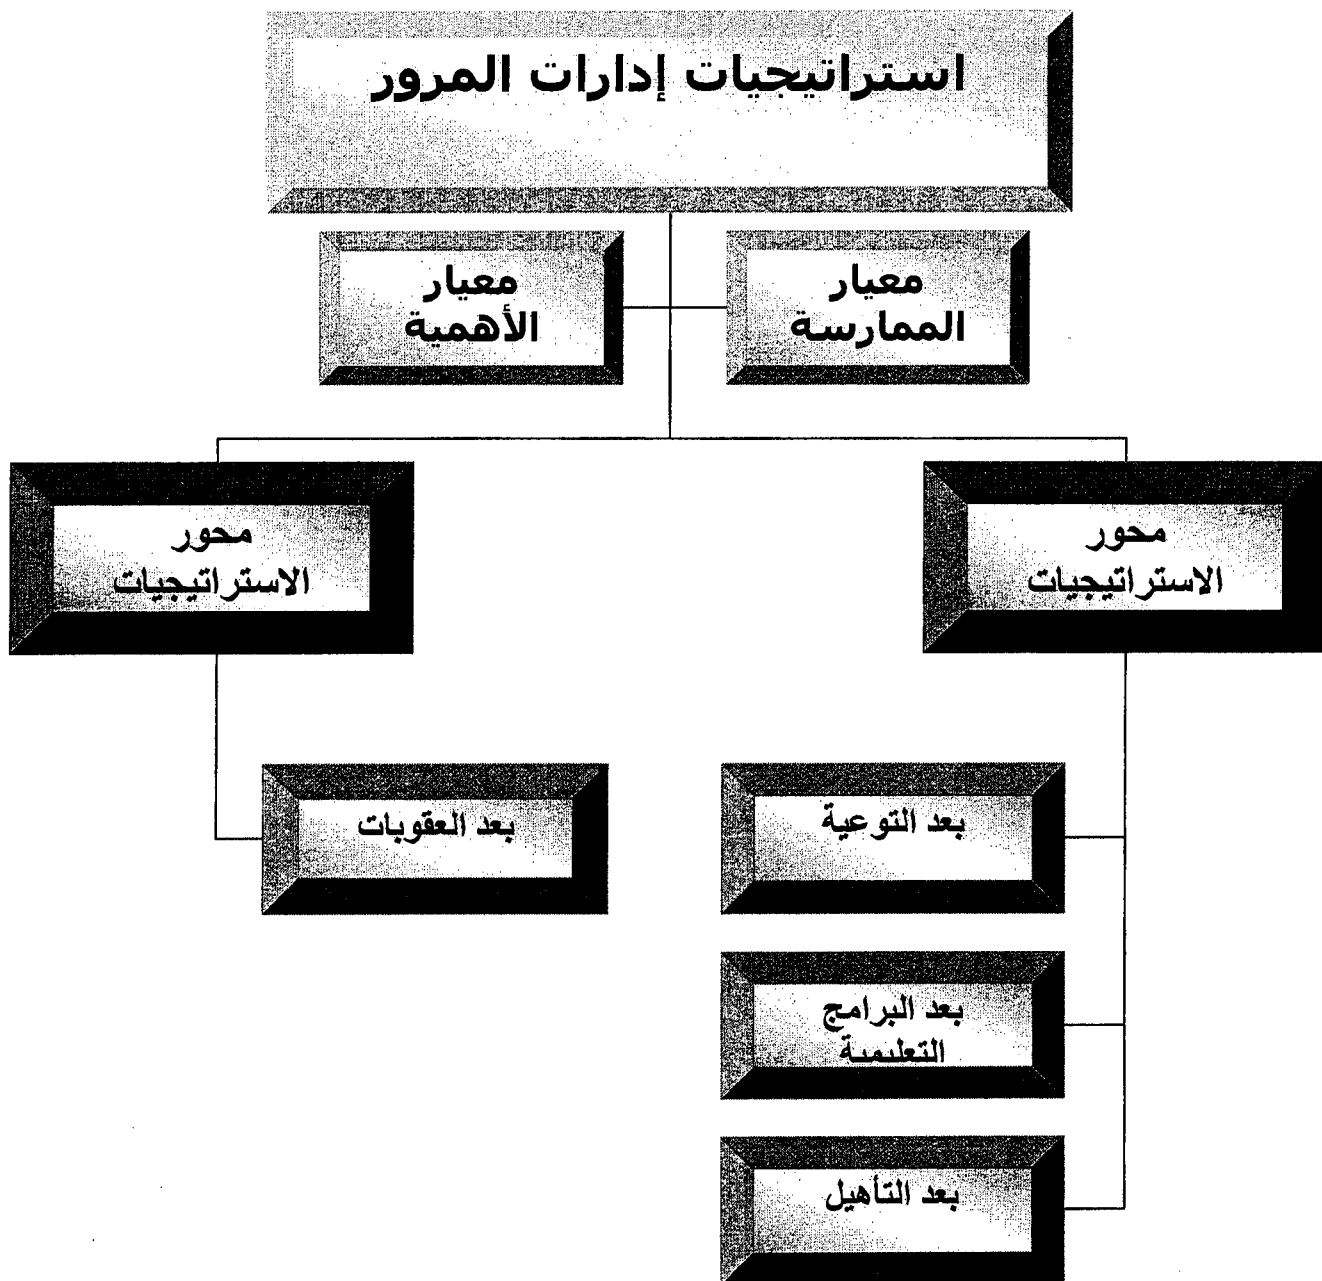 استراتيجيات إدارات المرور
معيار
الممارسة
معيار
الأهمية
محور
الاستراتيجيات
محور
الاستراتيجيات
بعد التوعية
بعد العقوبات
بعد البرامج
التعليمية
بعد التأهيل